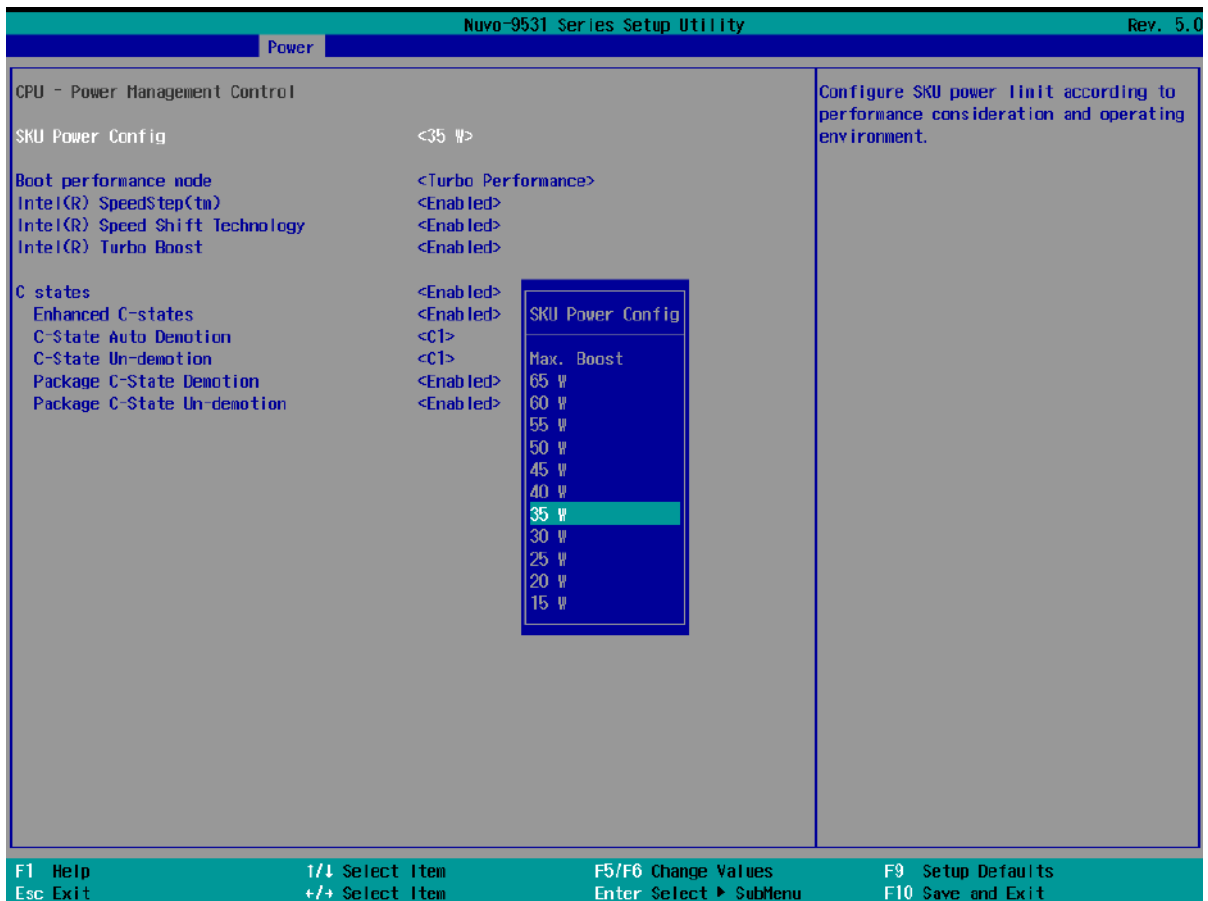 Nuvo-9531 Series Setup Utility Rev. 5.0
Power
CPU - Power Management Control
SKU Power Config <35 W>
Boot performance mode <Turbo Performance>
Intel(R) SpeedStep(tm) <Enabled>
Intel(R) Speed Shift Technology <Enabled>
Intel(R) Turbo Boost <Enabled>
C states <Enabled>
Enhanced C-states <Enabled>
C-State Auto Demotion <C1>
C-State Un-demotion <C1>
Package C-State Demotion <Enabled>
Package C-State Un-demotion <Enabled>
SKU Power Config
Max. Boost
65 W
60 W
55 W
50 W
45 W
40 W
35 W
30 W
25 W
20 W
15 W
Configure SKU power limit according to
performance consideration and operating
environment.
F1 Help ↑/↓ Select Item F5/F6 Change Values F9 Setup Defaults
Esc Exit ←/→ Select Item Enter Select ▶ SubMenu F10 Save and Exit